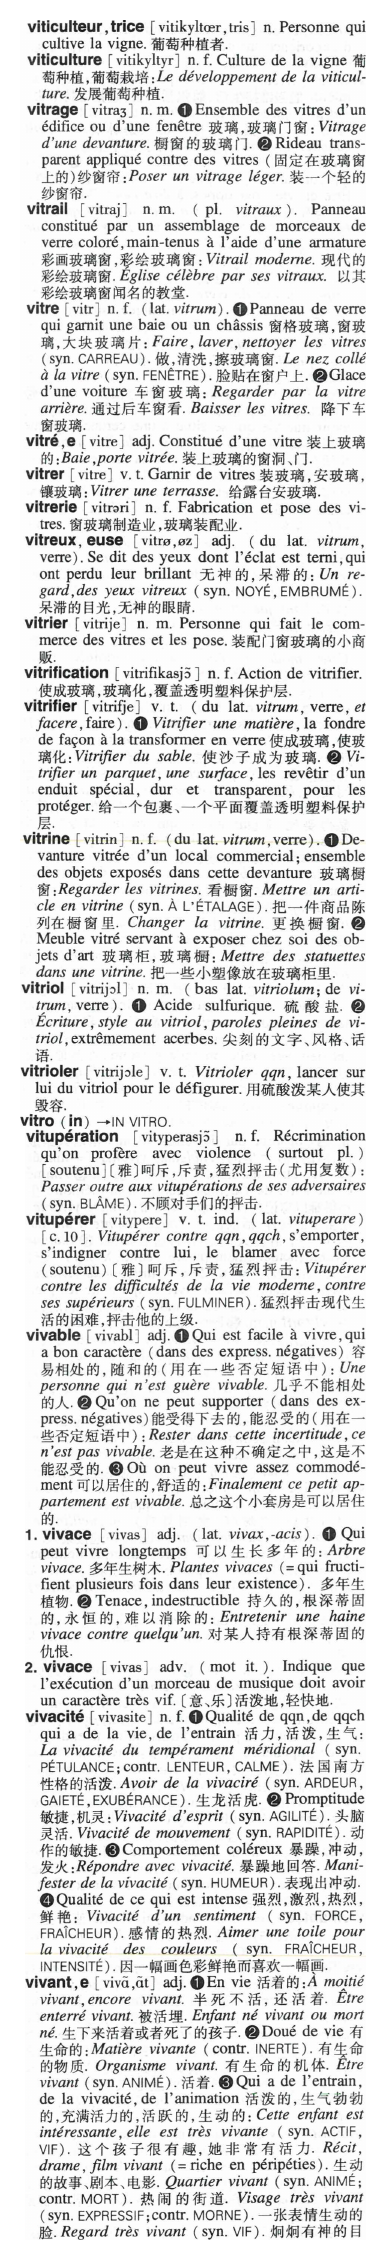 viticulteur, trice [vitikyltœr, tris] n. Personne qui
cultive la vigne. 葡萄种植者.
viticulture [vitikyltyr] n. f. Culture de la vigne 葡
萄种植,葡萄栽培: Le développement de la viticul-
ture. 发展葡萄种植.
vitrage [vitraʒ] n. m. ❶ Ensemble des vitres d'un
édifice ou d'une fenêtre 玻璃,玻璃门窗: Vitrage
d'une devanture. 橱窗的玻璃门. ❷ Rideau trans-
parent appliqué contre des vitres (固定在玻璃窗
上的)纱窗帘: Poser un vitrage léger. 装一个轻的
纱窗帘.
vitrail [vitraj] n. m. ( pl. vitraux ). Panneau
constitué par un assemblage de morceaux de
verre coloré, main-tenus à l'aide d'une armature
彩画玻璃窗,彩绘玻璃窗: Vitrail moderne. 现代的
彩绘玻璃窗. Église célèbre par ses vitraux. 以其
彩绘玻璃窗闻名的教堂.
vitre [vitr] n. f. (lat. vitrum). ❶ Panneau de verre
qui garnit une baie ou un châssis 窗格玻璃,窗玻
璃,大块玻璃片: Faire, laver, nettoyer les vitres
(syn. CARREAU). 做,清洗,擦玻璃窗. Le nez collé
à la vitre (syn. FENÊTRE). 脸贴在窗户上. ❷ Glace
d'une voiture 车窗玻璃: Regarder par la vitre
arrière. 通过后车窗看. Baisser les vitres. 降下车
窗玻璃.
vitré, e [vitre] adj. Constitué d'une vitre 装上玻璃
的: Baie, porte vitrée. 装上玻璃的窗洞、门.
vitrer [vitre] v. t. Garnir de vitres 装玻璃,安玻璃,
镶玻璃: Vitrer une terrasse. 给露台安玻璃.
vitrerie [vitrəri] n. f. Fabrication et pose des vi-
tres. 窗玻璃制造业,玻璃装配业.
vitreux, euse [vitrø, øz] adj. ( du lat. vitrum,
verre). Se dit des yeux dont l'éclat est terni, qui
ont perdu leur brillant 无神的,呆滞的: Un re-
gard, des yeux vitreux ( syn. NOYÉ, EMBRUMÉ ).
呆滞的目光,无神的眼睛.
vitrier [vitrije] n. m. Personne qui fait le com-
merce des vitres et les pose. 装配门窗玻璃的小商
贩.
vitrification [vitrifikasjɔ̃] n. f. Action de vitrifier.
使成玻璃,玻璃化,覆盖透明塑料保护层.
vitrifier [vitrifje] v. t. ( du lat. vitrum, verre, et
facere, faire). ❶ Vitrifier une matière, la fondre
de façon à la transformer en verre 使成玻璃,使玻
璃化: Vitrifier du sable. 使沙子成为玻璃. ❷ Vi-
trifier un parquet, une surface, les revêtir d'un
enduit spécial, dur et transparent, pour les
protéger. 给一个包裹、一个平面覆盖透明塑料保护
层.
vitrine [vitrin] n. f. (du lat. vitrum, verre). ❶ De-
vanture vitrée d'un local commercial; ensemble
des objets exposés dans cette devanture 玻璃橱
窗: Regarder les vitrines. 看橱窗. Mettre un arti-
cle en vitrine (syn. À L'ÉTALAGE). 把一件商品陈
列在橱窗里. Changer la vitrine. 更换橱窗. ❷
Meuble vitré servant à exposer chez soi des ob-
jets d'art 玻璃柜,玻璃橱: Mettre des statuettes
dans une vitrine. 把一些小塑像放在玻璃柜里.
vitriol [vitrijɔl] n. m. ( bas lat. vitriolum; de vi-
trum, verre). ❶ Acide sulfurique. 硫酸盐. ❷
Écriture, style au vitriol, paroles pleines de vi-
triol, extrêmement acerbes. 尖刻的文字、风格、话
语.
vitrioler [vitrijɔle] v. t. Vitrioler qqn, lancer sur
lui du vitriol pour le défigurer. 用硫酸泼某人使其
毁容.
vitro (in) →IN VITRO.
vitupération [vityperasjɔ̃] n. f. Récrimination
qu'on profère avec violence ( surtout pl. )
[soutenu]〔雅〕呵斥,斥责,猛烈抨击(尤用复数):
Passer outre aux vitupérations de ses adversaires
(syn. BLÂME). 不顾对手们的抨击.
vitupérer [vitypere] v. t. ind. ( lat. vituperare)
[c. 10]. Vitupérer contre qqn, qqch, s'emporter,
s'indigner contre lui, le blamer avec force
(soutenu)〔雅〕呵斥,斥责,猛烈抨击: Vitupérer
contre les difficultés de la vie moderne, contre
ses supérieurs (syn. FULMINER). 猛烈抨击现代生
活的困难,抨击他的上级.
vivable [vivabl] adj. ❶ Qui est facile à vivre, qui
a bon caractère (dans des express. négatives) 容
易相处的,随和的(用在一些否定短语中): Une
personne qui n'est guère vivable. 几乎不能相处
的人. ❷ Qu'on ne peut supporter (dans des ex-
press. négatives)能受得下去的,能忍受的(用在一
些否定短语中): Rester dans cette incertitude, ce
n'est pas vivable. 老是在这种不确定之中,这是不
能忍受的. ❸ Où on peut vivre assez commodé-
ment 可以居住的,舒适的: Finalement ce petit ap-
partement est vivable. 总之这个小套房是可以居住
的.
1. vivace [vivas] adj. (lat. vivax, -acis). ❶ Qui
peut vivre longtemps 可以生长多年的: Arbre
vivace. 多年生树木. Plantes vivaces (= qui fructi-
fient plusieurs fois dans leur existence). 多年生
植物. ❷ Tenace, indestructible 持久的,根深蒂固
的,永恒的,难以消除的: Entretenir une haine
vivace contre quelqu'un. 对某人持有根深蒂固的
仇恨.
2. vivace [vivas] adv. ( mot it. ). Indique que
l'exécution d'un morceau de musique doit avoir
un caractère très vif.〔意、乐〕活泼地,轻快地.
vivacité [vivasite] n. f. ❶ Qualité de qqn, de qqch
qui a de la vie, de l'entrain 活力,活泼,生气:
La vivacité du tempérament méridional ( syn.
PÉTULANCE; contr. LENTEUR, CALME ). 法国南方
性格的活泼. Avoir de la vivaciré ( syn. ARDEUR,
GAIETÉ, EXUBÉRANCE ). 生龙活虎. ❷ Promptitude
敏捷,机灵: Vivacité d'esprit ( syn. AGILITÉ ). 头脑
灵活. Vivacité de mouvement ( syn. RAPIDITÉ ). 动
作的敏捷. ❸ Comportement coléreux 暴躁,冲动,
发火: Répondre avec vivacité. 暴躁地回答. Mani-
fester de la vivacité (syn. HUMEUR). 表现出冲动.
❹ Qualité de ce qui est intense 强烈,激烈,热烈,
鲜艳: Vivacité d'un sentiment ( syn. FORCE,
FRAÎCHEUR). 感情的热烈. Aimer une toile pour
la vivacité des couleurs ( syn. FRAÎCHEUR,
INTENSITÉ). 因一幅画色彩鲜艳而喜欢一幅画.
vivant, e [vivɑ̃, ɑ̃t] adj. ❶ En vie 活着的: À moitié
vivant, encore vivant. 半死不活,还活着. Être
enterré vivant. 被活埋. Enfant né vivant ou mort
né. 生下来活着或者死了的孩子. ❷ Doué de vie 有
生命的: Matière vivante ( contr. INERTE ). 有生命
的物质. Organisme vivant. 有生命的机体. Être
vivant (syn. ANIMÉ). 活着. ❸ Qui a de l'entrain,
de la vivacité, de l'animation 活泼的,生气勃勃
的,充满活力的,活跃的,生动的: Cette enfant est
intéressante, elle est très vivante ( syn. ACTIF,
VIF ). 这个孩子很有趣,她非常有活力. Récit,
drame, film vivant (= riche en péripéties). 生动
的故事、剧本、电影. Quartier vivant ( syn. ANIMÉ;
contr. MORT ). 热闹的街道. Visage très vivant
( syn. EXPRESSIF; contr. MORNE ). 一张表情生动的
脸. Regard très vivant ( syn. VIF ). 炯炯有神的目